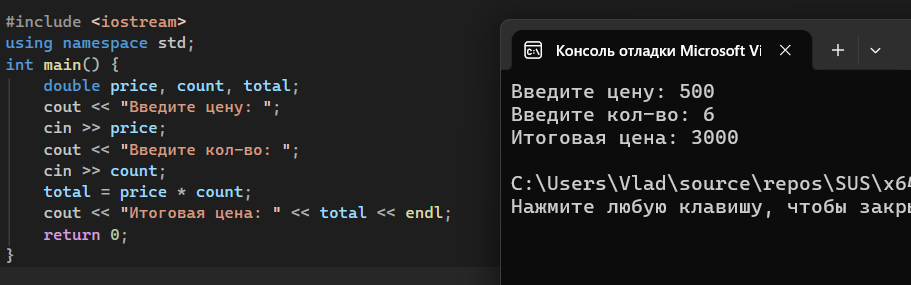 #include <iostream>
using namespace std;
int main() {
    double price, count, total;
    cout << "Введите цену: ";
    cin >> price;
    cout << "Введите кол-во: ";
    cin >> count;
    total = price * count;
    cout << "Итоговая цена: " << total << endl;
    return 0;
}
Консоль отладки Microsoft Vi
Введите цену: 500
Введите кол-во: 6
Итоговая цена: 3000
C:\Users\Vlad\source\repos\SUS\x64
Нажмите любую клавишу, чтобы закры